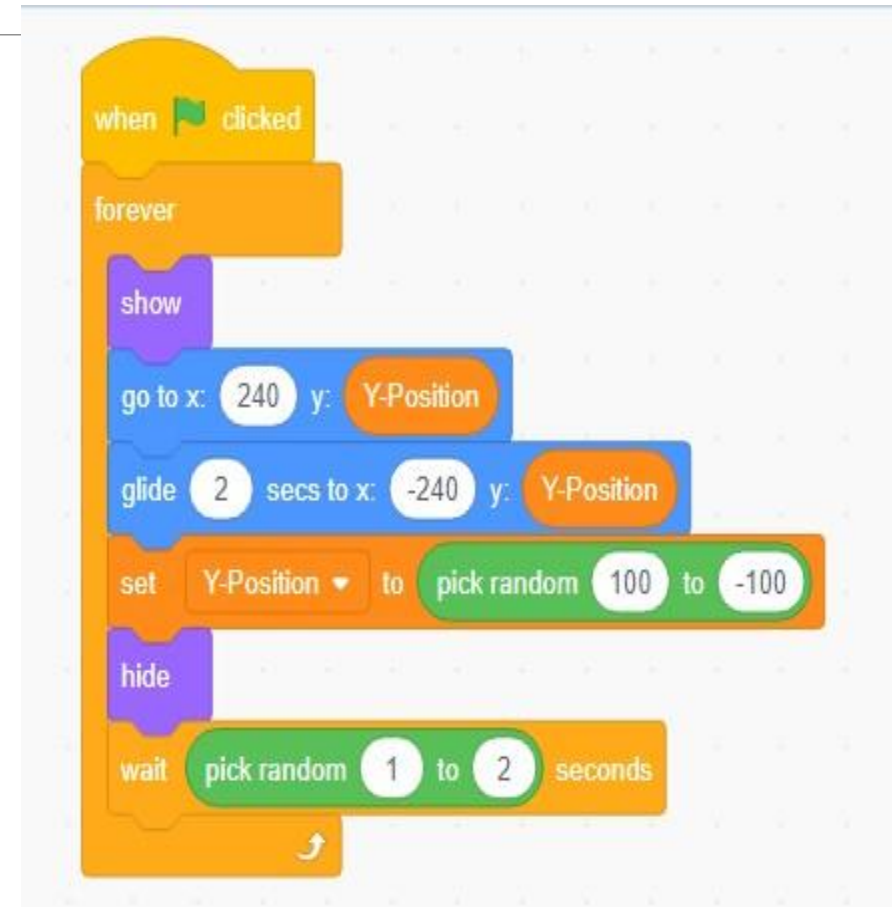 when clicked
forever
show
go to x: 240 y: Y-Position
glide 2 secs to x: -240 y: Y-Position
set Y-Position to pick random 100 to -100
hide
wait pick random 1 to 2 seconds